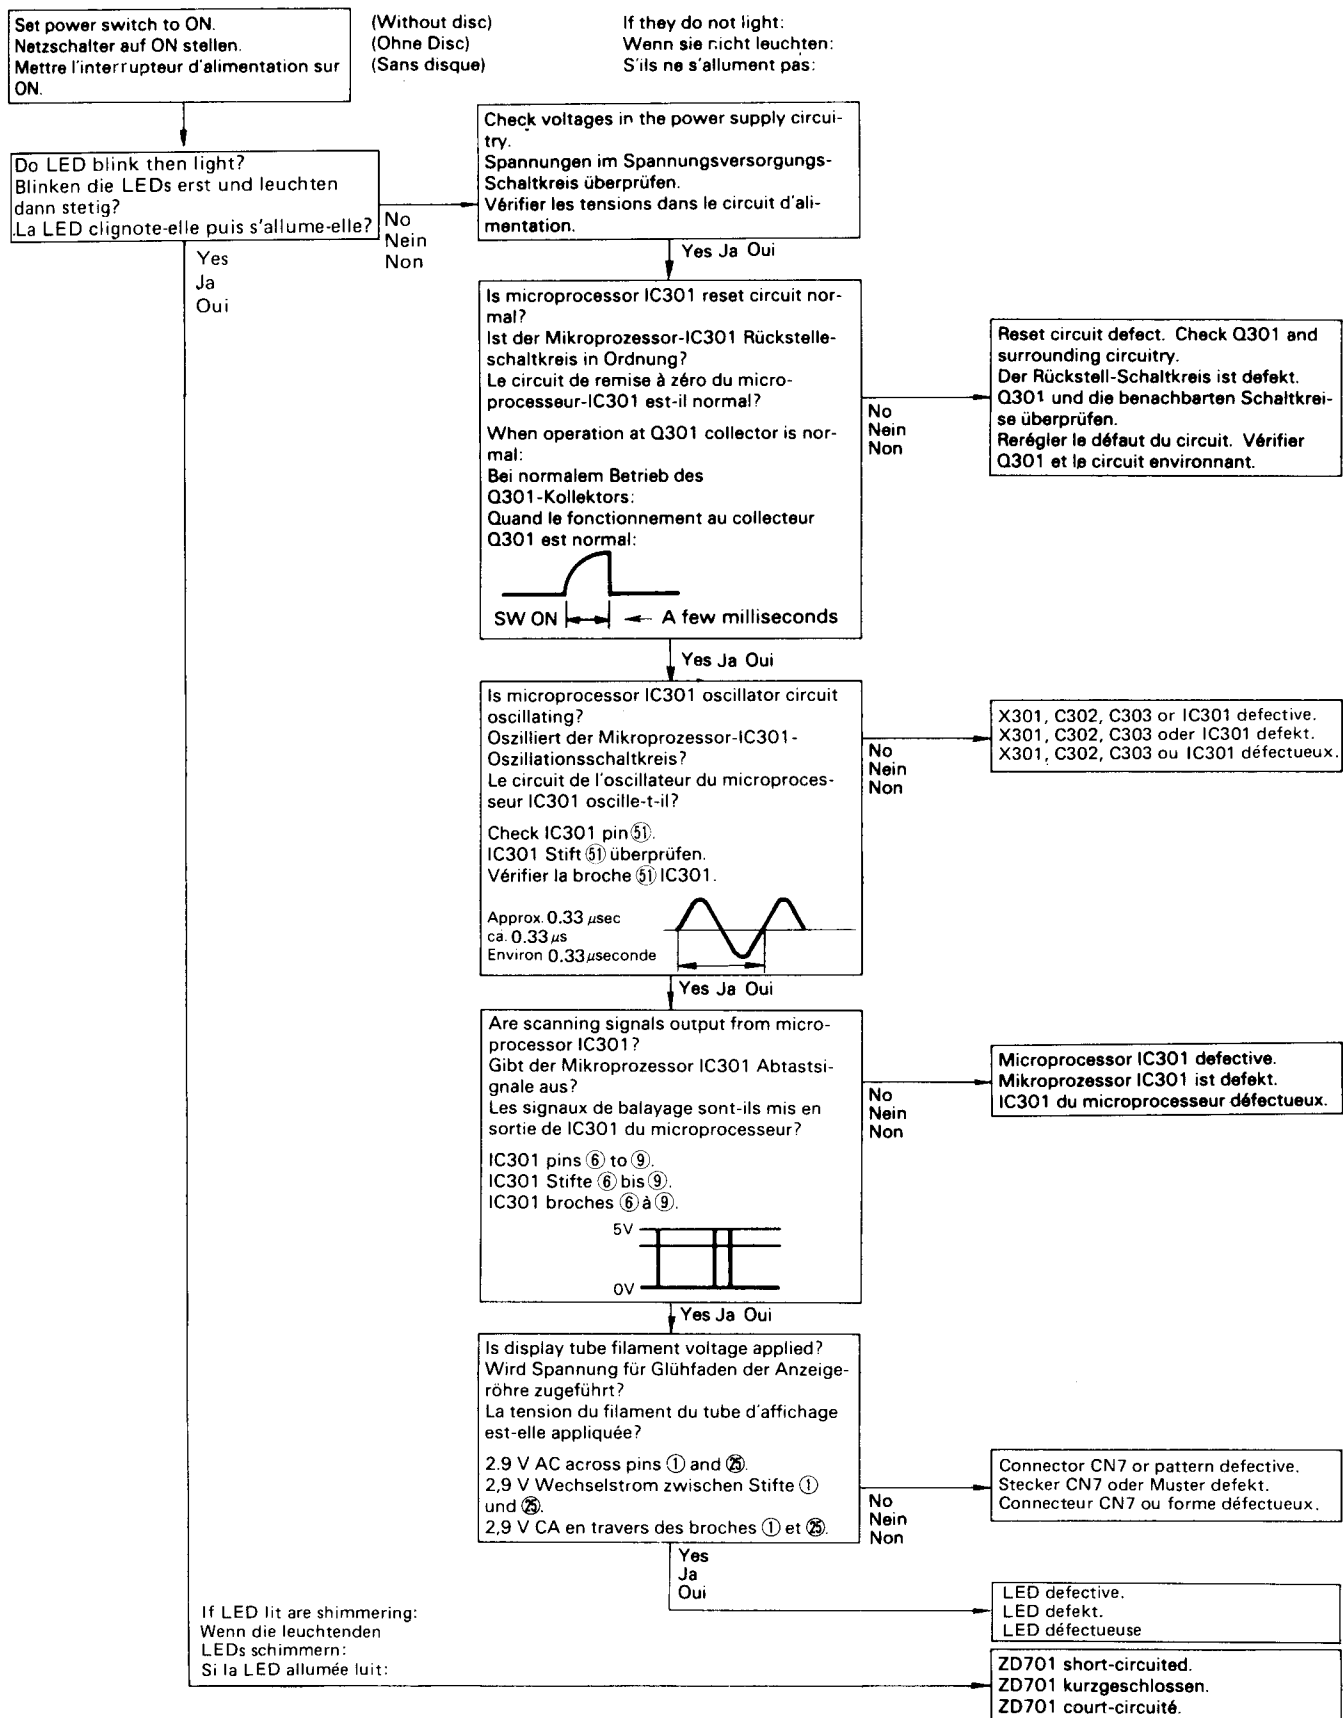 Set power switch to ON.
Netzschalter auf ON stellen.
Mettre l'interrupteur d'alimentation sur
ON.
(Without disc)
(Ohne Disc)
(Sans disque)
If they do not light:
Wenn sie nicht leuchten:
S'ils ne s'allument pas:
Do LED blink then light?
Blinken die LEDs erst und leuchten
dann stetig?
La LED clignote-elle puis s'allume-elle?
No
Nein
Non
Yes
Ja
Oui
Check voltages in the power supply circui-
try.
Spannungen im Spannungsversorgungs-
Schaltkreis überprüfen.
Vérifier les tensions dans le circuit d'ali-
mentation.
Yes Ja Oui
Is microprocessor IC301 reset circuit nor-
mal?
Ist der Mikroprozessor-IC301 Rückstelle-
schaltkreis in Ordnung?
Le circuit de remise à zéro du micro-
processeur-IC301 est-il normal?
When operation at Q301 collector is nor-
mal:
Bei normalem Betrieb des
Q301-Kollektors:
Quand le fonctionnement au collecteur
Q301 est normal:
SW ON
A few milliseconds
No
Nein
Non
Reset circuit defect. Check Q301 and
surrounding circuitry.
Der Rückstell-Schaltkreis ist defekt.
Q301 und die benachbarten Schaltkrei-
se überprüfen.
Rerégler le défaut du circuit. Vérifier
Q301 et le circuit environnant.
Yes Ja Oui
Is microprocessor IC301 oscillator circuit
oscillating?
Oszilliert der Mikroprozessor-IC301-
Oszillationsschaltkreis?
Le circuit de l'oscillateur du microproces-
seur IC301 oscille-t-il?
Check IC301 pin 51.
IC301 Stift 51 überprüfen.
Vérifier la broche 51 IC301.
Approx. 0.33 μsec
ca. 0.33 μs
Environ 0.33 μseconde
No
Nein
Non
X301, C302, C303 or IC301 defective.
X301, C302, C303 oder IC301 defekt.
X301, C302, C303 ou IC301 défectueux.
Yes Ja Oui
Are scanning signals output from micro-
processor IC301?
Gibt der Mikroprozessor IC301 Abtastsi-
gnale aus?
Les signaux de balayage sont-ils mis en
sortie de IC301 du microprocesseur?
IC301 pins ⑥ to ⑨.
IC301 Stifte ⑥ bis ⑨.
IC301 broches ⑥ à ⑨.
5V
0V
No
Nein
Non
Microprocessor IC301 defective.
Mikroprozessor IC301 ist defekt.
IC301 du microprocesseur défectueux.
Yes Ja Oui
Is display tube filament voltage applied?
Wird Spannung für Glühfaden der Anzeige-
röhre zugeführt?
La tension du filament du tube d'affichage
est-elle appliquée?
2.9 V AC across pins ① and ㉕.
2,9 V Wechselstrom zwischen Stifte ①
und ㉕.
2,9 V CA en travers des broches ① et ㉕.
No
Nein
Non
Connector CN7 or pattern defective.
Stecker CN7 oder Muster defekt.
Connecteur CN7 ou forme défectueux.
Yes
Ja
Oui
LED defective.
LED defekt.
LED défectueuse
If LED lit are shimmering:
Wenn die leuchtenden
LEDs schimmern:
Si la LED allumée luit:
ZD701 short-circuited.
ZD701 kurzgeschlossen.
ZD701 court-circuité.